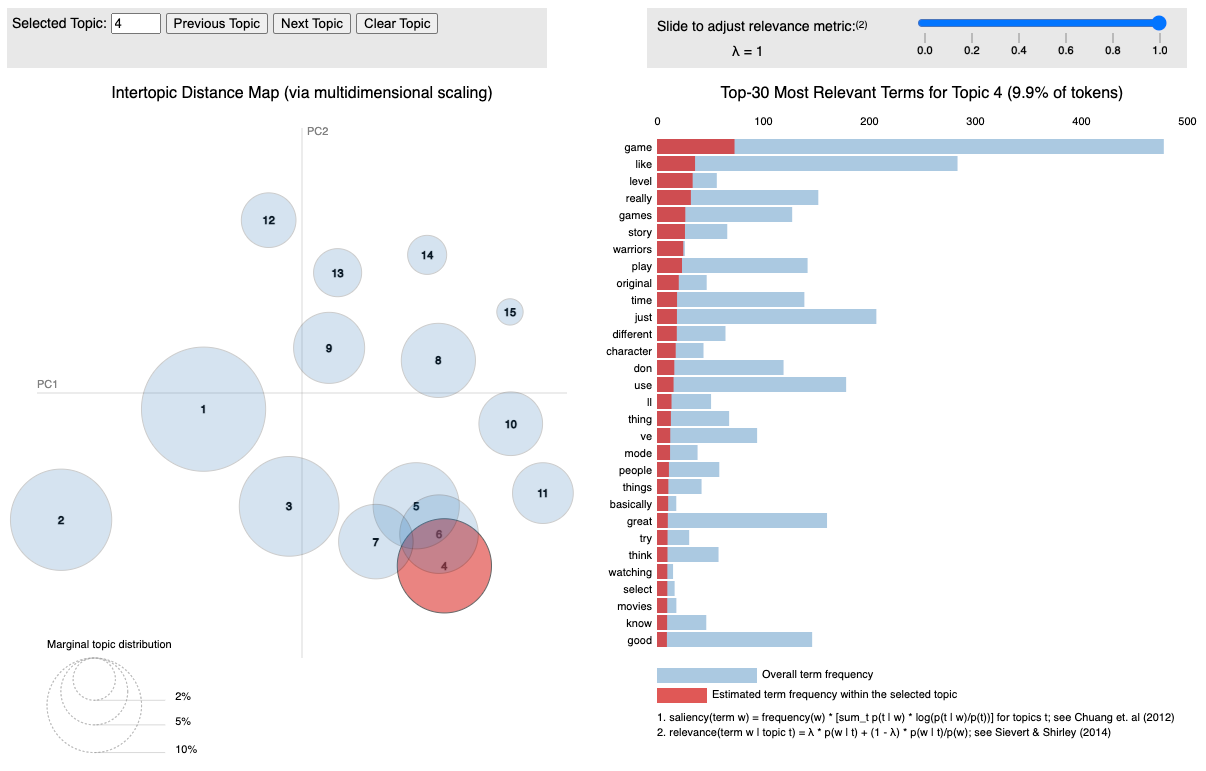 Selected Topic: 4 Previous Topic Next Topic Clear Topic
Slide to adjust relevance metric:(2)
λ = 1
0.0 0.2 0.4 0.6 0.8 1.0
Intertopic Distance Map (via multidimensional scaling)
PC2
PC1
12
13
14
15
9
8
1
10
11
2
3
5
6
7
4
Marginal topic distribution
2%
5%
10%
Top-30 Most Relevant Terms for Topic 4 (9.9% of tokens)
0 100 200 300 400 500
game
like
level
really
games
story
warriors
play
original
time
just
different
character
don
use
ll
thing
ve
mode
people
things
basically
great
try
think
watching
select
movies
know
good
Overall term frequency
Estimated term frequency within the selected topic
1. saliency(term w) = frequency(w) * [sum_t p(t | w) * log(p(t | w)/p(t))] for topics t; see Chuang et. al (2012)
2. relevance(term w | topic t) = λ * p(w | t) + (1 - λ) * p(w | t)/p(w); see Sievert & Shirley (2014)